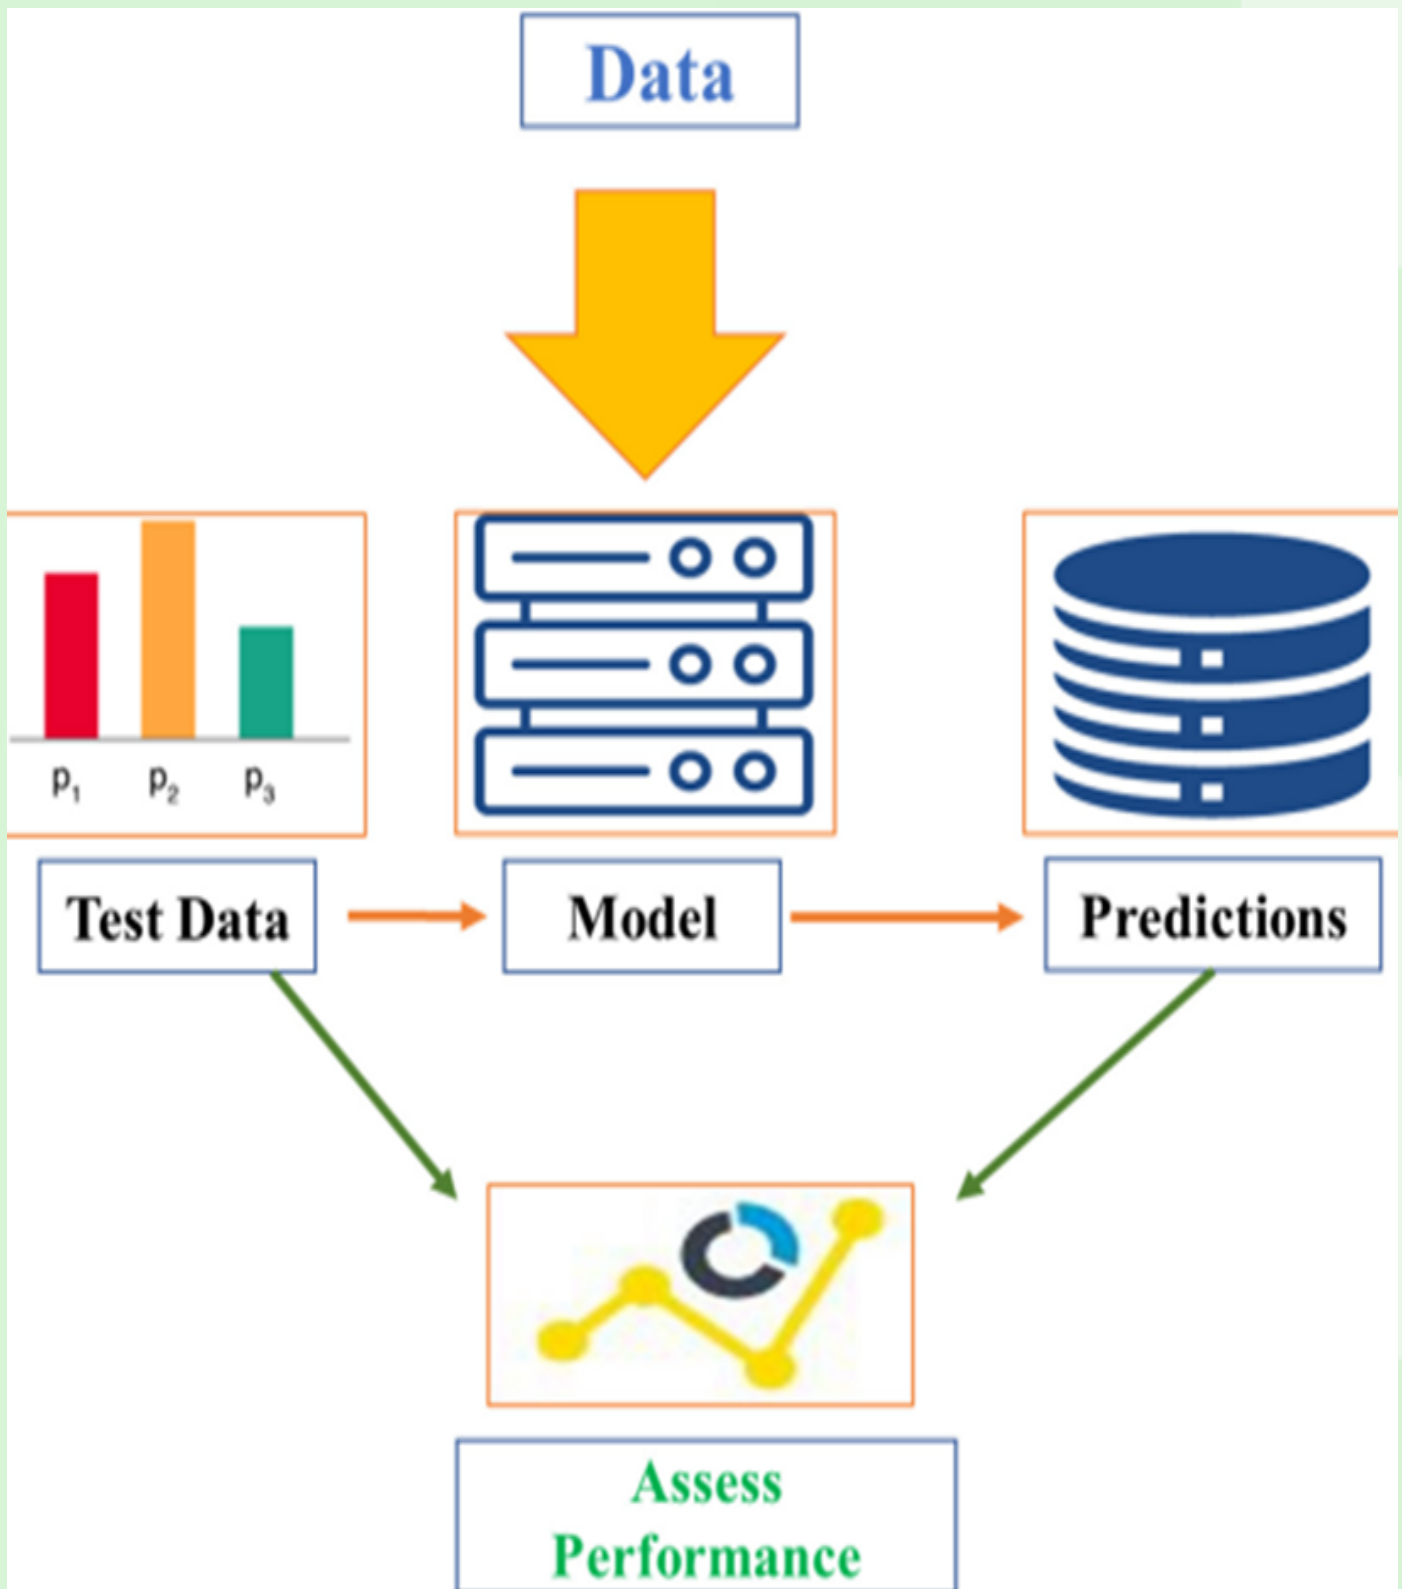 Data
p₁ p₂ p₃
Test Data
Model
Predictions
Assess
Performance